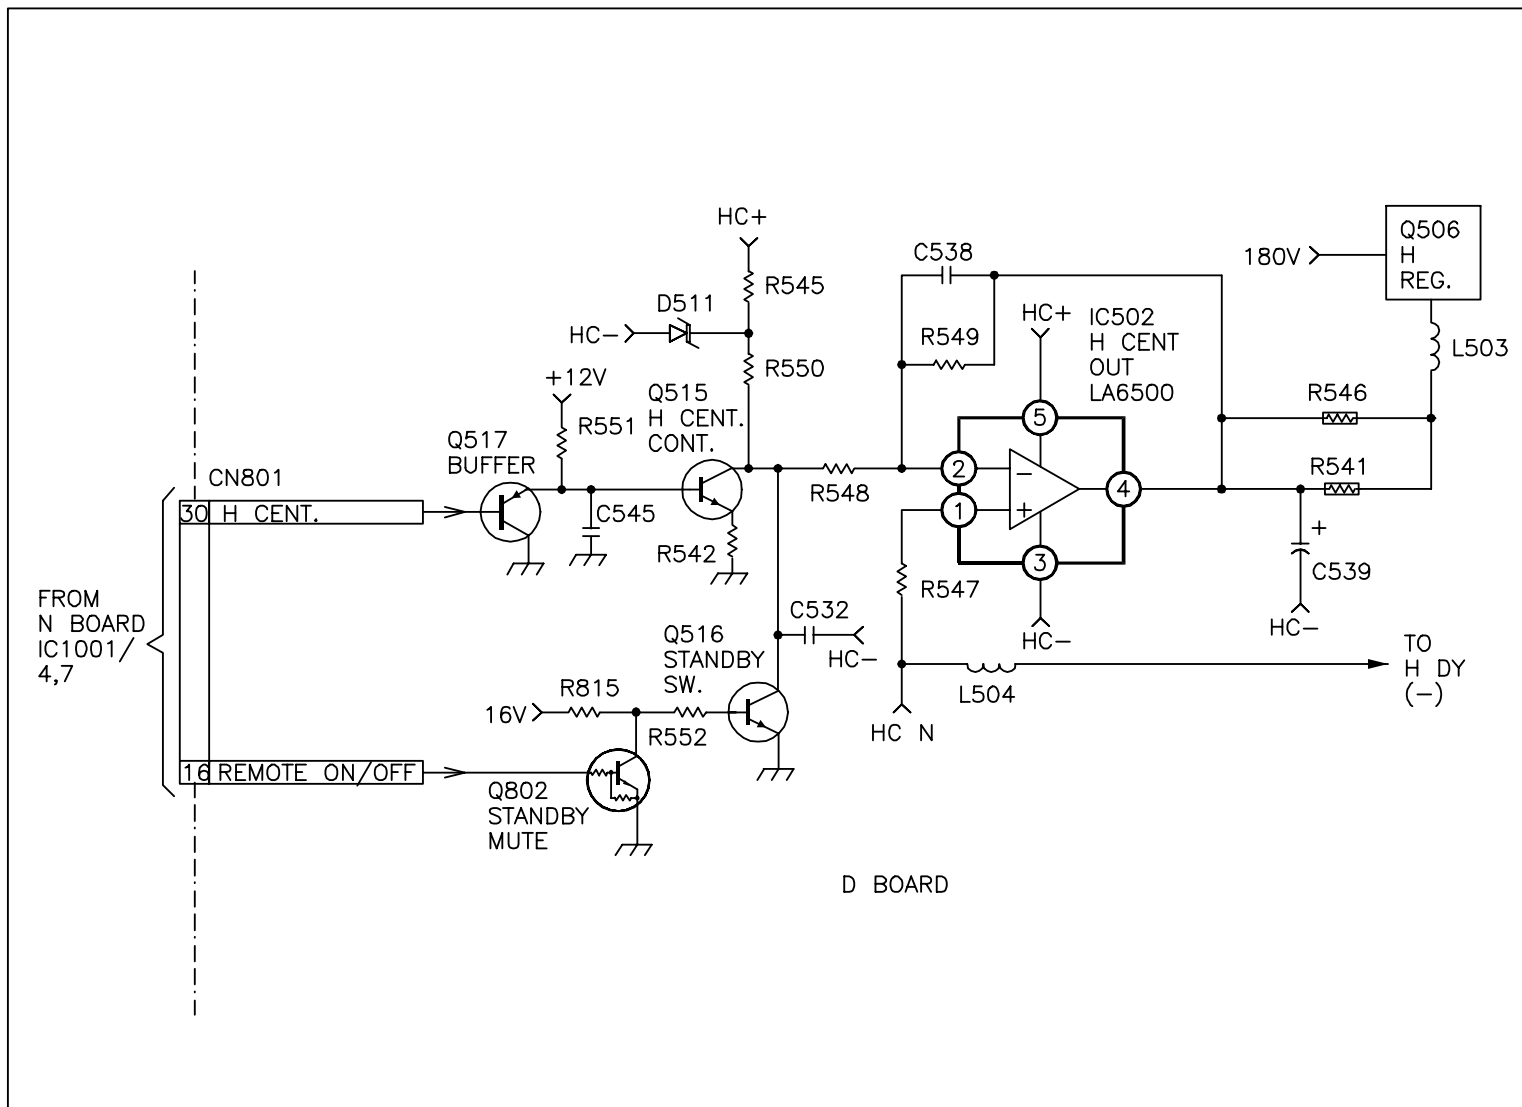 HC+
Q506
H
REG.
180V
C538
R545
D511
HC-
HC+
IC502
H CENT
OUT
LA6500
R549
L503
R550
+12V
Q515
H CENT.
CONT.
R546
R551
Q517
BUFFER
5
R541
CN801
2
-
4
R548
30 H CENT.
C545
1
+
+
R542
3
C539
R547
FROM
N BOARD
IC1001/
4,7
C532
HC-
HC-
HC-
Q516
STANDBY
SW.
TO
H DY
(-)
L504
R815
16V
R552
HC N
16 REMOTE ON/OFF
Q802
STANDBY
MUTE
D BOARD